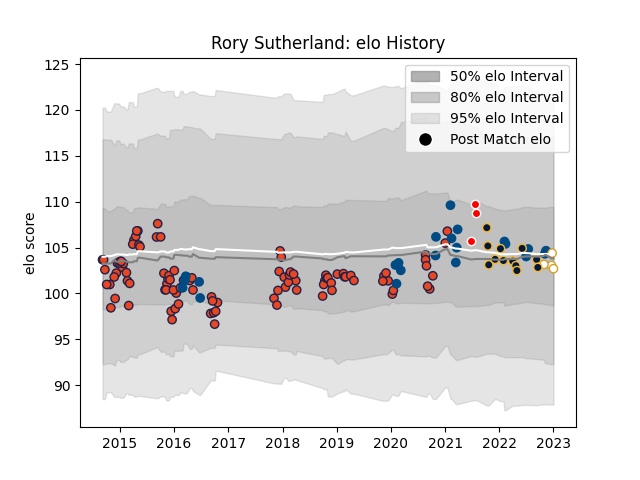 Rory Sutherland: elo History
125
120
115
110
105
100
95
90
elo score
50% elo Interval
80% elo Interval
95% elo Interval
Post Match elo
2015 2016 2017 2018 2019 2020 2021 2022 2023